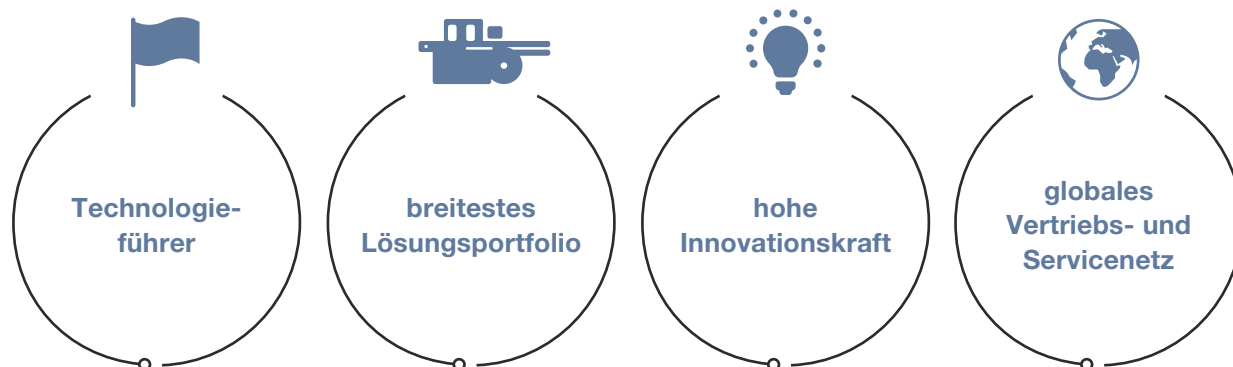 Technologie-
führer
breitestes
Lösungsportfolio
hohe
Innovationskraft
globales
Vertriebs- und
Servicenetz